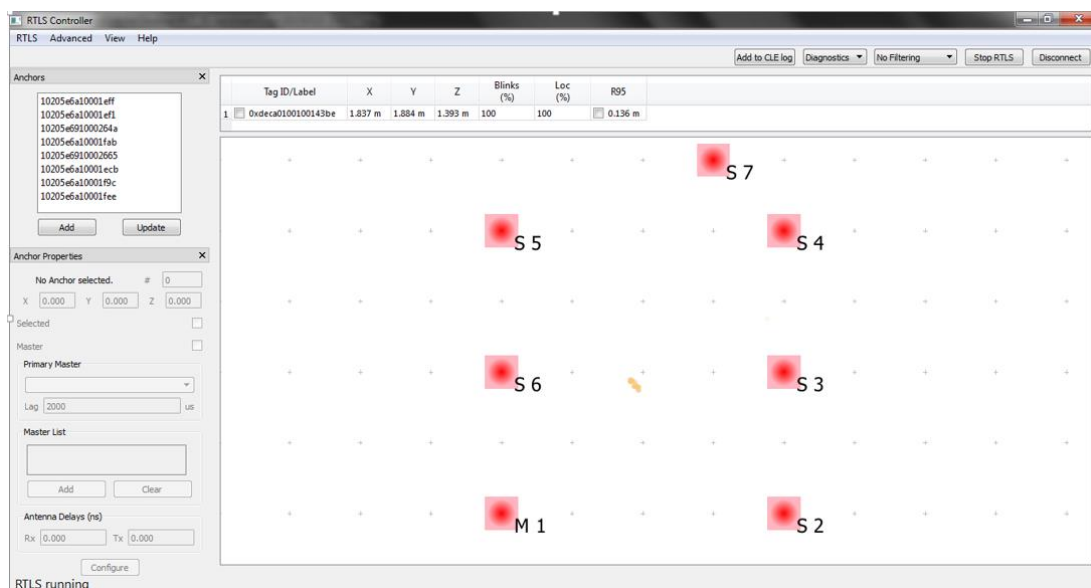 RTLS Controller
RTLS Advanced View Help
Add to CLE log Diagnostics No Filtering Stop RTLS Disconnect
Anchors
10205e6a10001eff
10205e6a10001ef1
10205e691000264a
10205e6a10001fab
10205e6910002665
10205e6a10001ecb
10205e6a10001f9c
10205e6a10001fee
Add Update
Anchor Properties
No Anchor selected. # 0
X 0.000 Y 0.000 Z 0.000
Selected
Master
Primary Master
Lag 2000 us
Master List
Add Clear
Antenna Delays (ns)
Rx 0.000 Tx 0.000
Configure
RTLS running
Tag ID/Label X Y Z Blinks (%) Loc (%) R95
1 0xdeca0100100143be 1.837 m 1.884 m 1.393 m 100 100 0.136 m
S 7
S 5 S 4
S 6 S 3
M 1 S 2